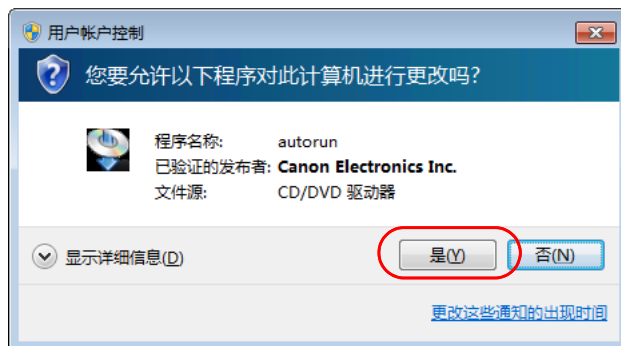 用户帐户控制
您要允许以下程序对此计算机进行更改吗?
程序名称: autorun
已验证的发布者: Canon Electronics Inc.
文件源: CD/DVD 驱动器
显示详细信息(D) 是(Y) 否(N)
更改这些通知的出现时间